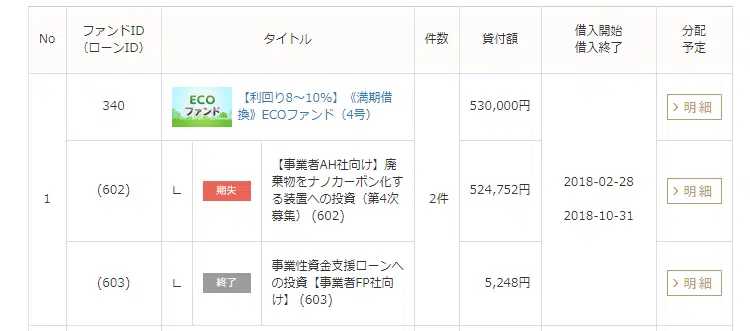 No
ファンドID
(ローンID)
タイトル
件数
貸付額
借入開始
借入終了
分配
予定
1
340
ECO
ファンド
【利回り8～10%】《満期借
換》ECOファンド（4号）
2件
530,000円
2018-02-28
2018-10-31
明細
(602)
∟
期失
【事業者AH社向け】廃
棄物をナノカーボン化す
る装置への投資（第4次
募集） (602)
524,752円
明細
(603)
∟
終了
事業性資金支援ローンへ
の投資【事業者FP社向
け】 (603)
5,248円
明細